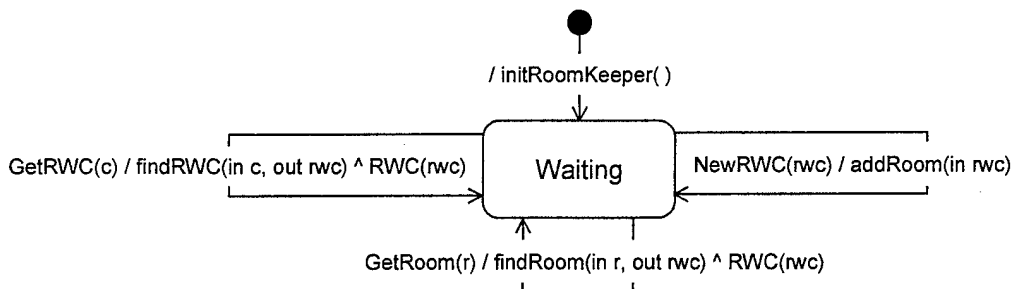 / initRoomKeeper( )
GetRWC(c) / findRWC(in c, out rwc) ^ RWC(rwc)
Waiting
NewRWC(rwc) / addRoom(in rwc)
GetRoom(r) / findRoom(in r, out rwc) ^ RWC(rwc)